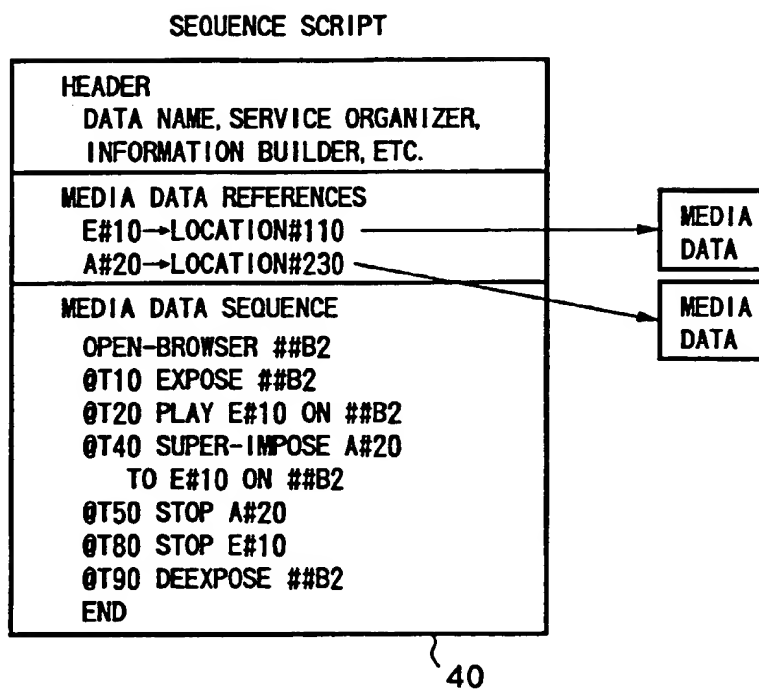 SEQUENCE SCRIPT
HEADER
DATA NAME, SERVICE ORGANIZER,
INFORMATION BUILDER, ETC.
MEDIA DATA REFERENCES
E#10→LOCATION#110
A#20→LOCATION#230
MEDIA DATA SEQUENCE
OPEN-BROWSER ##B2
@T10 EXPOSE ##B2
@T20 PLAY E#10 ON ##B2
@T40 SUPER-IMPOSE A#20
TO E#10 ON ##B2
@T50 STOP A#20
@T80 STOP E#10
@T90 DEEXPOSE ##B2
END
MEDIA
DATA
MEDIA
DATA
40